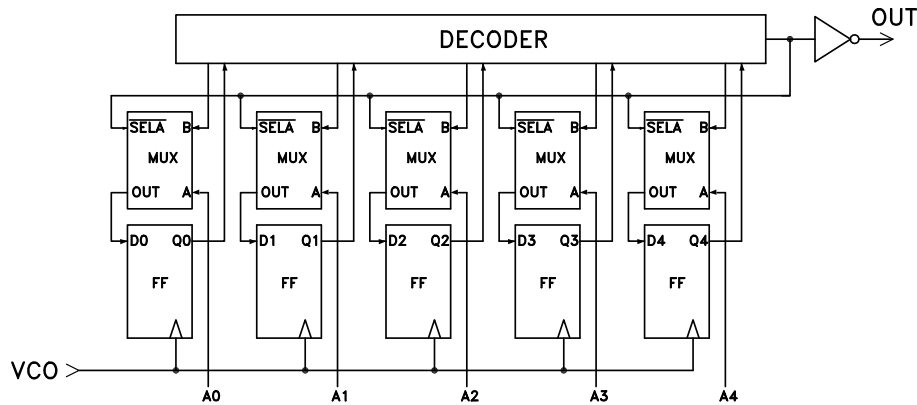 OUT
DECODER
SELA B SELA B SELA B SELA B SELA B
MUX MUX MUX MUX MUX
OUT A OUT A OUT A OUT A OUT A
D0 Q0 D1 Q1 D2 Q2 D3 Q3 D4 Q4
FF FF FF FF FF
VCO
A0 A1 A2 A3 A4